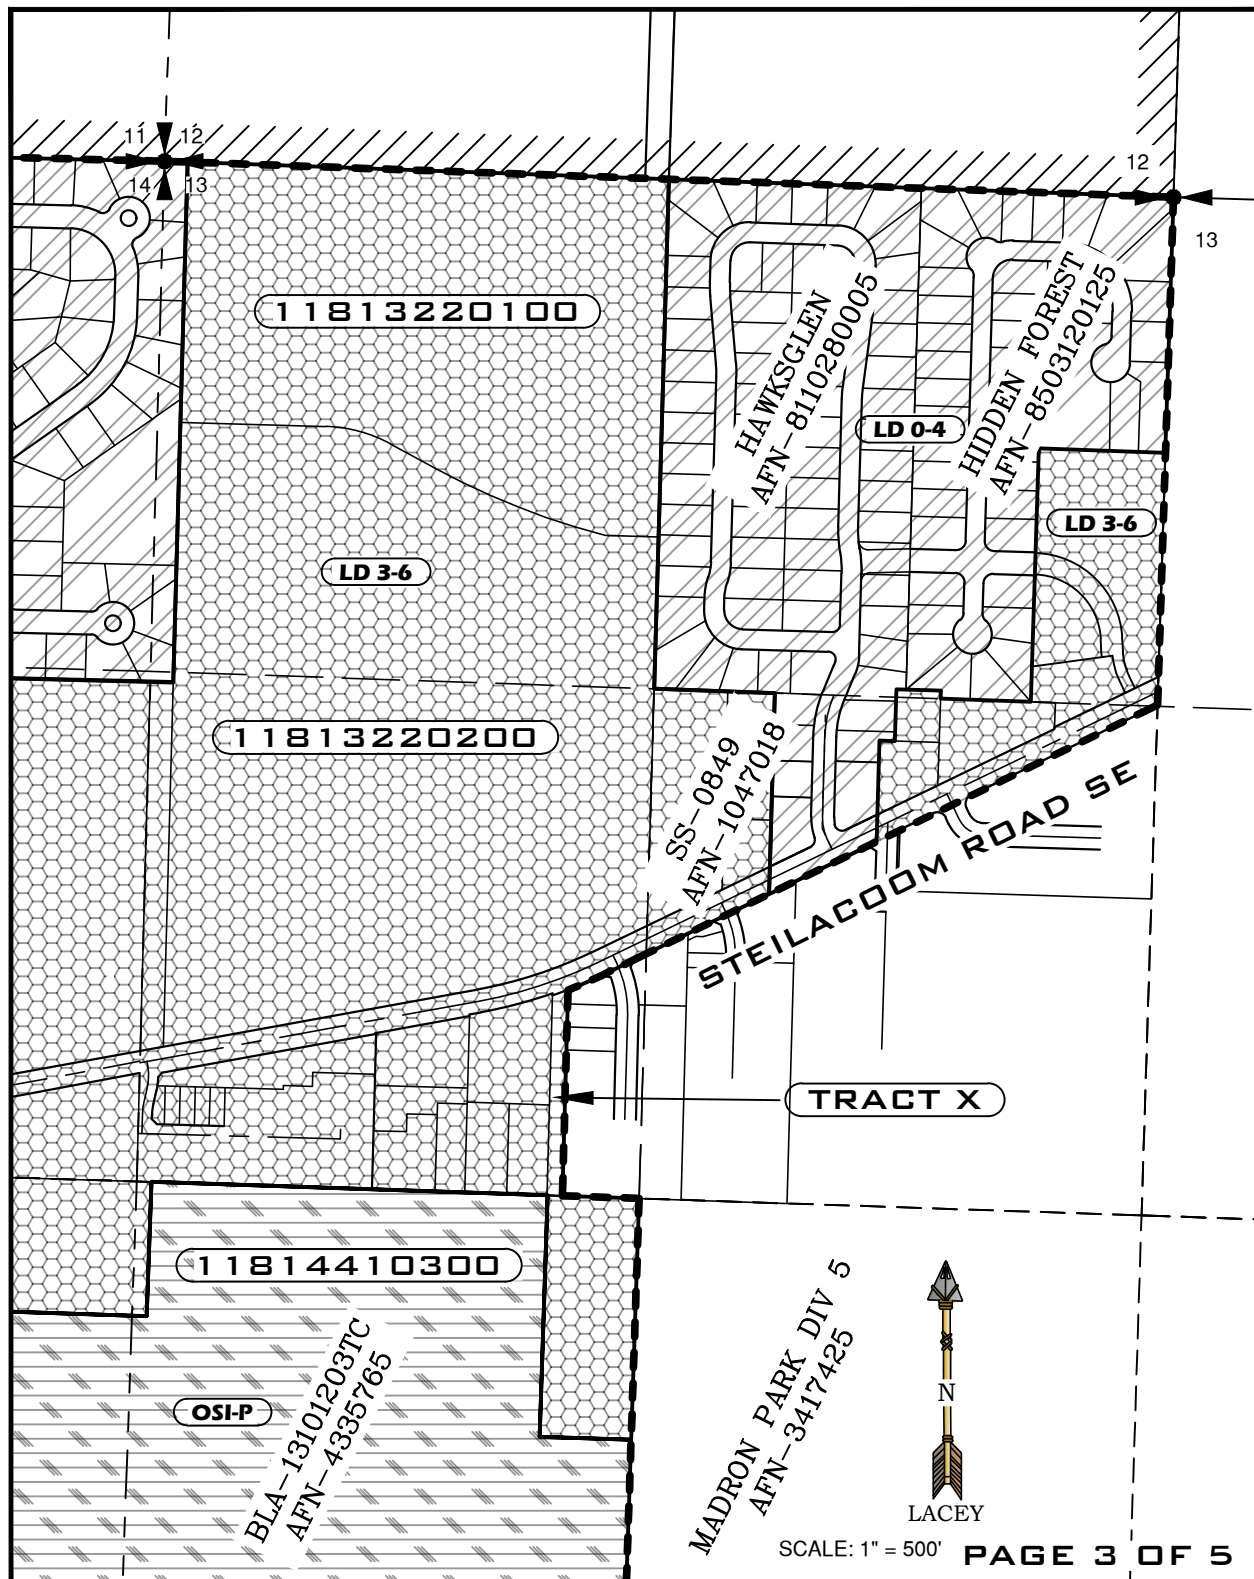 11 12
14 13
12
13
11813220100
HAWKSGLEN
AFN-8110280005
HIDDEN FOREST
AFN-8503120125
LD 0-4
LD 3-6
LD 3-6
11813220200
SS-0849
AFN-1047018
STEILACOOM ROAD SE
TRACT X
11814410300
OSI-P
BLA-13101203TC
AFN-4335765
MADRON PARK DIV 5
AFN-3417425
N
LACEY
SCALE: 1" = 500'
PAGE 3 OF 5